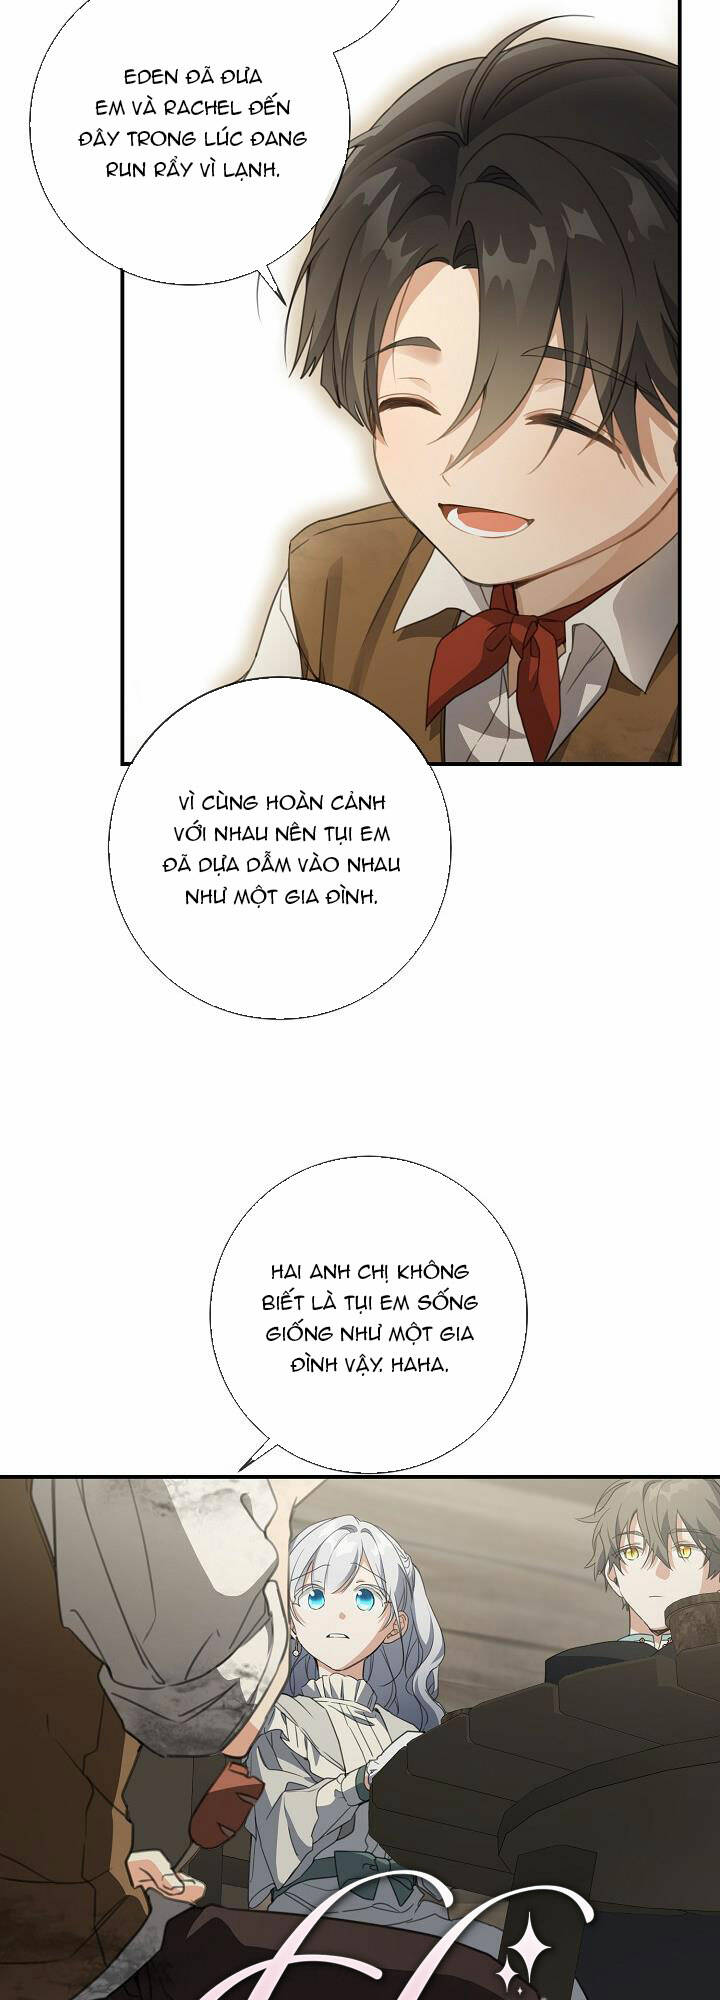 EDEN ĐÃ ĐƯA
EM VÀ RACHEL ĐẾN
ĐÂY TRONG LÚC ĐANG
RUN RẨY VÌ LẠNH.
VÌ CÙNG HOÀN CẢNH
VỚI NHAU NÊN TỤI EM
ĐÃ DỰA DẪM VÀO NHAU
NHƯ MỘT GIA ĐÌNH.
HAI ANH CHỊ KHÔNG
BIẾT LÀ TỤI EM SỐNG
GIỐNG NHƯ MỘT GIA
ĐÌNH VẬY. HAHA.